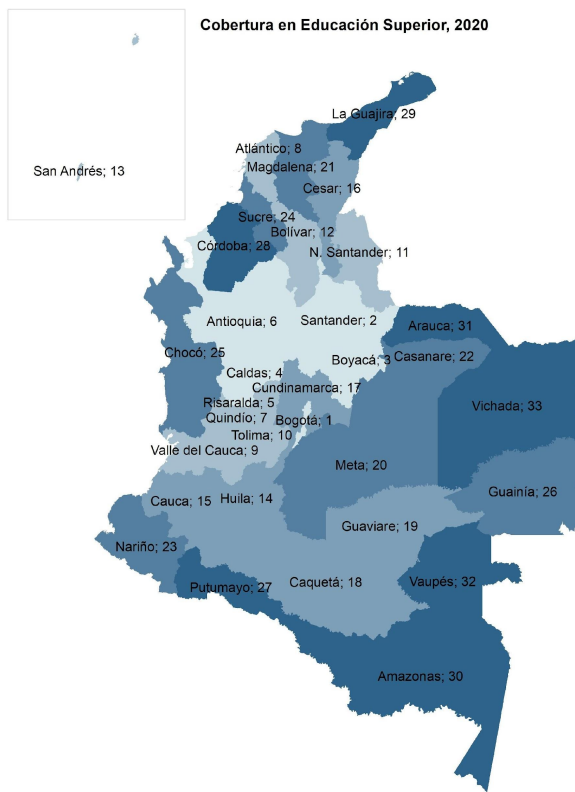 Cobertura en Educación Superior, 2020
La Guajira; 29
Atlántico; 8
Magdalena; 21
San Andrés; 13
Cesar; 16
Sucre; 24
Bolívar; 12
Córdoba; 28
N. Santander; 11
Antioquia; 6
Santander; 2
Arauca; 31
Chocó; 25
Boyacá; 3
Casanare; 22
Caldas; 4
Cundinamarca; 17
Risaralda; 5
Vichada; 33
Quindío; 7
Bogotá; 1
Tolima; 10
Valle del Cauca; 9
Meta; 20
Guainía; 26
Cauca; 15
Huila; 14
Guaviare; 19
Nariño; 23
Caquetá; 18
Vaupés; 32
Putumayo; 27
Amazonas; 30